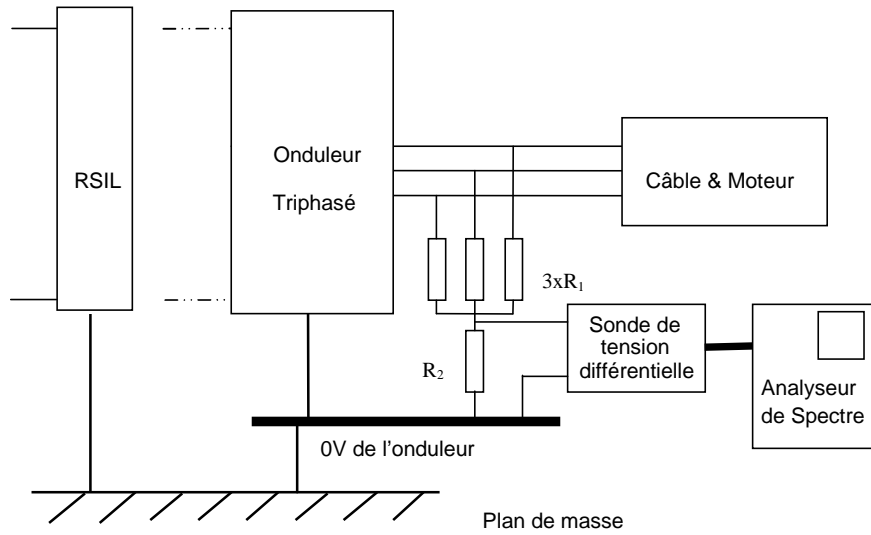 RSIL
Onduleur
Triphasé
Câble & Moteur
3xR₁
R₂
Sonde de
tension
différentielle
Analyseur
de Spectre
0V de l’onduleur
Plan de masse